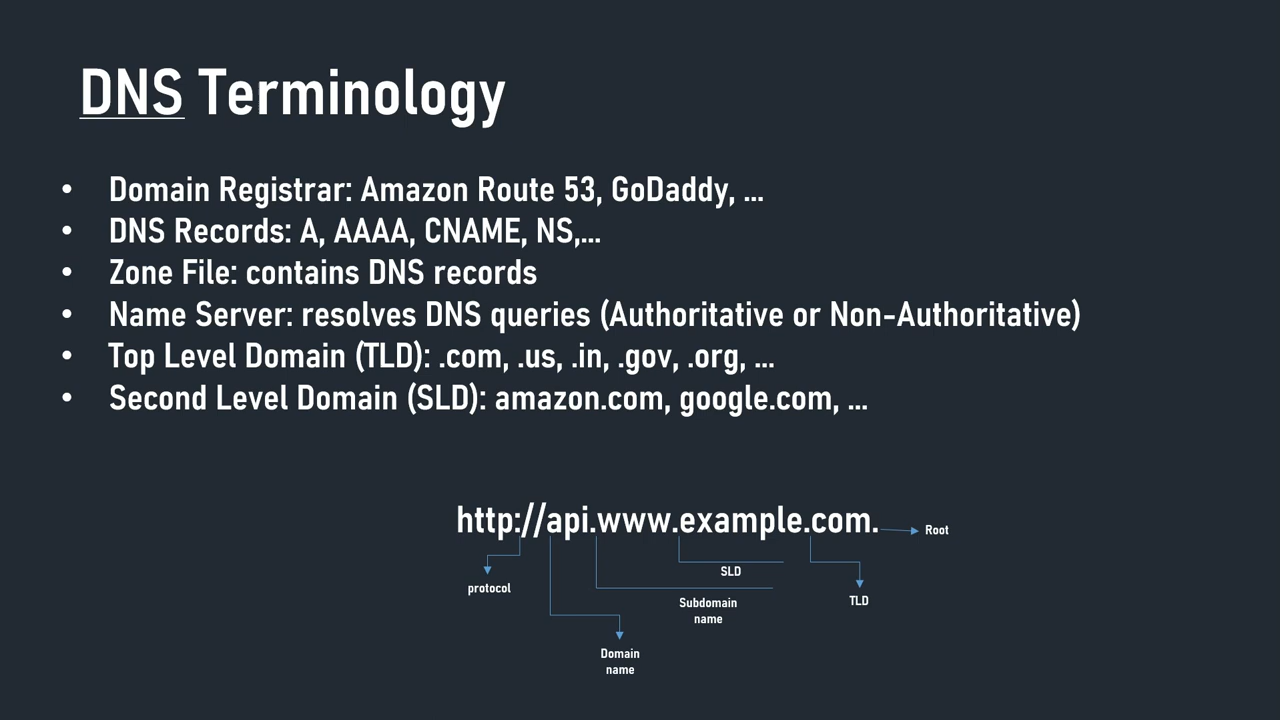 DNS Terminology
• Domain Registrar: Amazon Route 53, GoDaddy, ...
• DNS Records: A, AAAA, CNAME, NS,...
• Zone File: contains DNS records
• Name Server: resolves DNS queries (Authoritative or Non-Authoritative)
• Top Level Domain (TLD): .com, .us, .in, .gov, .org, ...
• Second Level Domain (SLD): amazon.com, google.com, ...
http://api.www.example.com.
Root
SLD
protocol
TLD
Subdomain
name
Domain
name